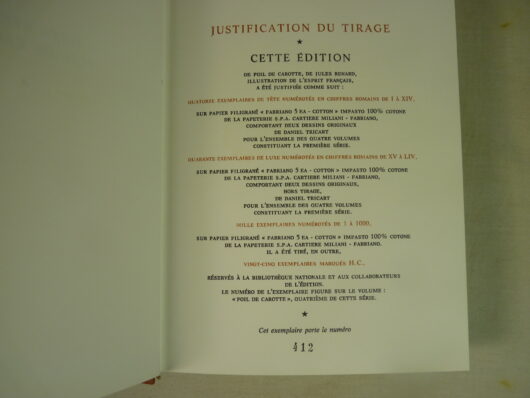 JUSTIFICATION DU TIRAGE
★
CETTE ÉDITION
DE POIL DE CAROTTE, DE JULES RENARD,
ILLUSTRATION DE L'ESPRIT FRANÇAIS,
A ÉTÉ JUSTIFIÉE COMME SUIT :
QUATORZE EXEMPLAIRES DE TÊTE NUMÉROTÉS EN CHIFFRES ROMAINS DE I À XIV,
SUR PAPIER FILIGRANÉ « FABRIANO 5 EA - COTTON » IMPASTO 100% COTONE
DE LA PAPETERIE S.P.A. CARTIERE MILIANI - FABRIANO,
COMPORTANT DEUX DESSINS ORIGINAUX
DE DANIEL TRICART
POUR L'ENSEMBLE DES QUATRE VOLUMES
CONSTITUANT LA PREMIÈRE SÉRIE.
QUARANTE EXEMPLAIRES DE LUXE NUMÉROTÉS EN CHIFFRES ROMAINS DE XV À LIV,
SUR PAPIER FILIGRANÉ « FABRIANO 5 EA - COTTON » IMPASTO 100% COTONE
DE LA PAPETERIE S.P.A. CARTIERE MILIANI - FABRIANO,
COMPORTANT DEUX DESSINS ORIGINAUX,
HORS TIRAGE,
DE DANIEL TRICART
POUR L'ENSEMBLE DES QUATRE VOLUMES
CONSTITUANT LA PREMIÈRE SÉRIE.
MILLE EXEMPLAIRES NUMÉROTÉS DE 1 À 1000,
SUR PAPIER FILIGRANÉ « FABRIANO 5 EA - COTTON » IMPASTO 100% COTONE
DE LA PAPETERIE S.P.A. CARTIERE MILIANI - FABRIANO.
IL A ÉTÉ TIRÉ, EN OUTRE,
VINGT-CINQ EXEMPLAIRES MARQUÉS H.C.,
RÉSERVÉS À LA BIBLIOTHÈQUE NATIONALE ET AUX COLLABORATEURS
DE L'ÉDITION.
LE NUMÉRO DE L'EXEMPLAIRE FIGURE SUR LE VOLUME :
« POIL DE CAROTTE », QUATRIÈME DE CETTE SÉRIE.
★
Cet exemplaire porte le numéro
412